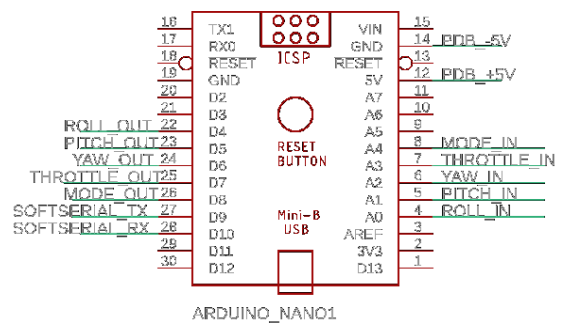 16 TX1 ICSP VIN 15
17 RX0 GND 14 PDB_-5V
18 RESET RESET 13
19 GND 5V 12 PDB_+5V
20 D2 A7 11
21 D3 A6 10
ROLL_OUT 22 D4 A5 9
PITCH_OUT 23 D5 RESET A4 8 MODE_IN
YAW_OUT 24 D6 BUTTON A3 7 THROTTLE_IN
THROTTLE_OUT 25 D7 A2 6 YAW_IN
MODE_OUT 26 D8 A1 5 PITCH_IN
SOFTSERIAL_TX 27 D9 Mini-B A0 4 ROLL_IN
SOFTSERIAL_RX 28 D10 USB AREF 3
29 D11 3V3 2
30 D12 D13 1
ARDUINO_NANO1